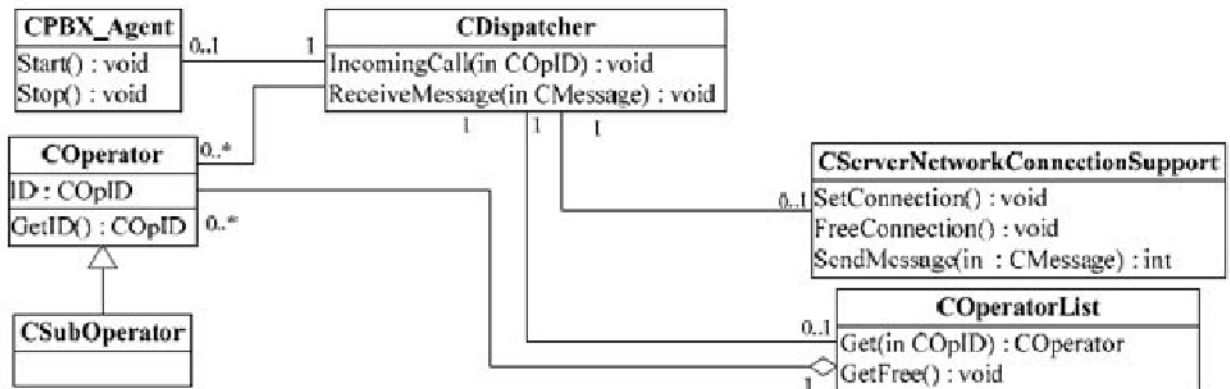 CPBX_Agent
Start() : void
Stop() : void
0..1
1
CDispatcher
IncomingCall(in COpID) : void
ReceiveMessage(in CMessage) : void
1
1
1
COperator
ID : COpID
GetID() : COpID
0..*
0..*
CServerNetworkConnectionSupport
SetConnection() : void
FreeConnection() : void
SendMessage(in : CMessage) : int
0..1
CSubOperator
COperatorList
Get(in COpID) : COperator
GetFree() : void
0..1
1